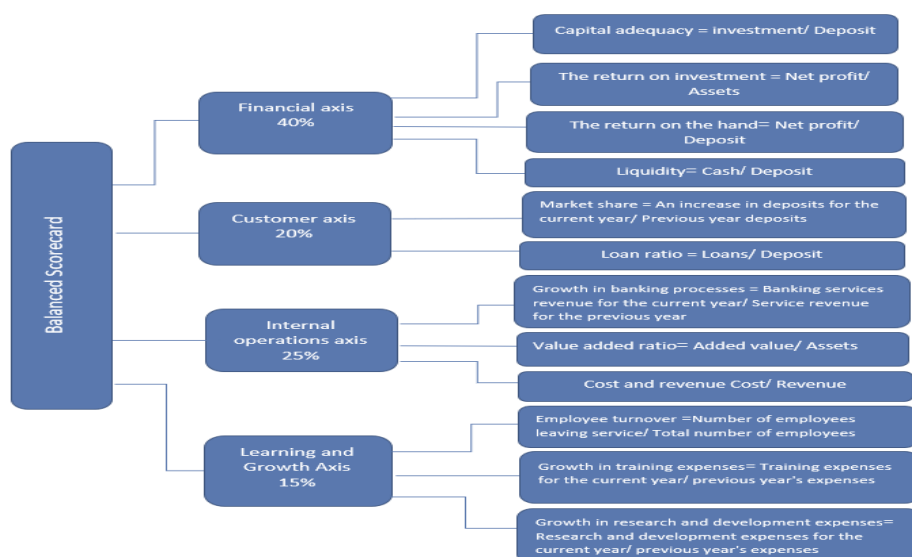 Balanced Scorecard
Financial axis
40%
Capital adequacy = investment/ Deposit
The return on investment = Net profit/
Assets
The return on the hand= Net profit/
Deposit
Liquidity= Cash/ Deposit
Customer axis
20%
Market share = An increase in deposits for the
current year/ Previous year deposits
Loan ratio = Loans/ Deposit
Internal
operations axis
25%
Growth in banking processes = Banking services
revenue for the current year/ Service revenue
for the previous year
Value added ratio= Added value/ Assets
Cost and revenue Cost/ Revenue
Learning and
Growth Axis
15%
Employee turnover =Number of employees
leaving service/ Total number of employees
Growth in training expenses= Training expenses
for the current year/ previous year's expenses
Growth in research and development expenses=
Research and development expenses for the
current year/ previous year's expenses